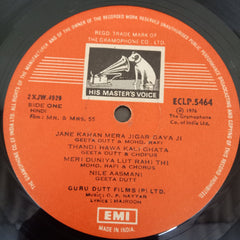 REGD. TRADE MARK OF
THE GRAMOPHONE CO. LTD.
HIS MASTER'S VOICE
2XJW.4929
SIDE ONE
HINDI
Film : MR. & MRS. 55
ECLP.5464
℗ 1976
Gramophone Co.
of India Ltd.
JANE KAHAN MERA JIGAR GAYA JI
GEETA DUTT & MOHD. RAFI
THANDI HAWA KALI GHATA
GEETA DUTT & CHORUS
MERI DUNIYA LUT RAHI THI
MOHD. RAFI & CHORUS
NILE AASMANI
GEETA DUTT
GURU DUTT FILMS (P) LTD.
Music : O. P. NAYYAR
Lyrics : MAJROOH
EMI
MADE IN INDIA.